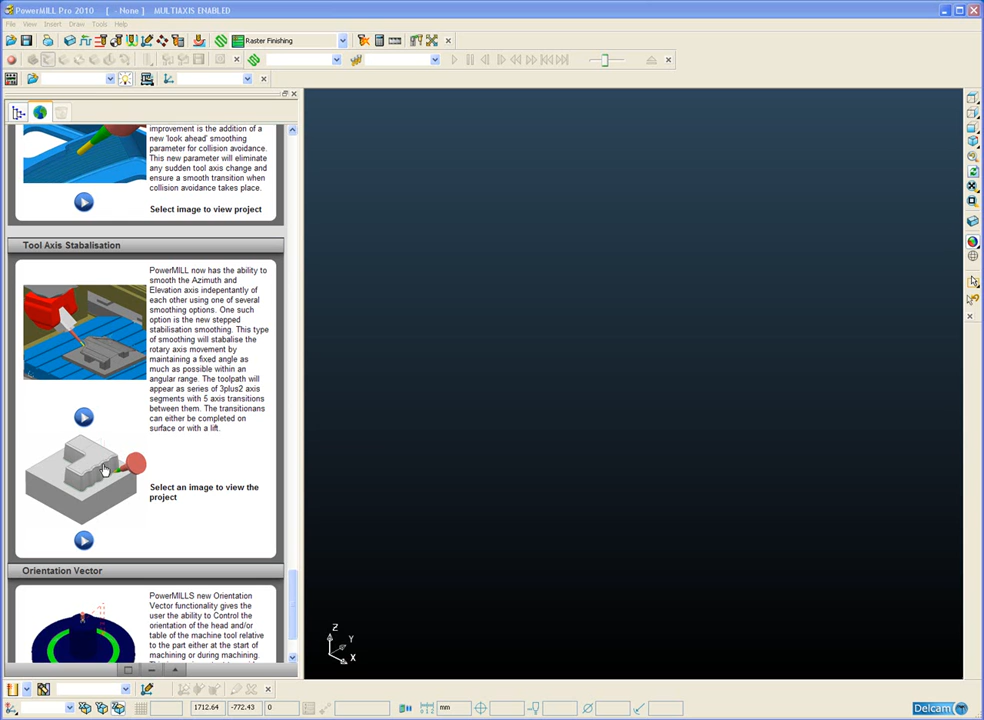 PowerMILL Pro 2010 [ - None ] MULTIAXIS ENABLED
File View Insert Draw Tools Help
Raster Finishing
improvement is the addition of a
new 'look ahead' smoothing
parameter for collision avoidance.
This new parameter will eliminate
any sudden tool axis change and
ensure a smooth transition when
collision avoidance takes place.
Select image to view project
Tool Axis Stabalisation
PowerMILL now has the ability to
smooth the Azimuth and
Elevation axis indepentantly of
each other using one of several
smoothing options. One such
option is the new stepped
stabilisation smoothing. This type
of smoothing will stabalise the
rotary axis movement by
maintaining a fixed angle as
much as possible within an
angular range. The toolpath will
appear as series of 3plus2 axis
segments with 5 axis transitions
between them. The transitionans
can either be completed on
surface or with a lift.
Select an image to view the
project
Orientation Vector
PowerMILLS new Orientation
Vector functionality gives the
user the ability to Control the
orientation of the head and/or
table of the machine tool relative
to the part either at the start of
machining or during machining.
Z
Y
X
1712.64 -772.43 0
mm
Delcam